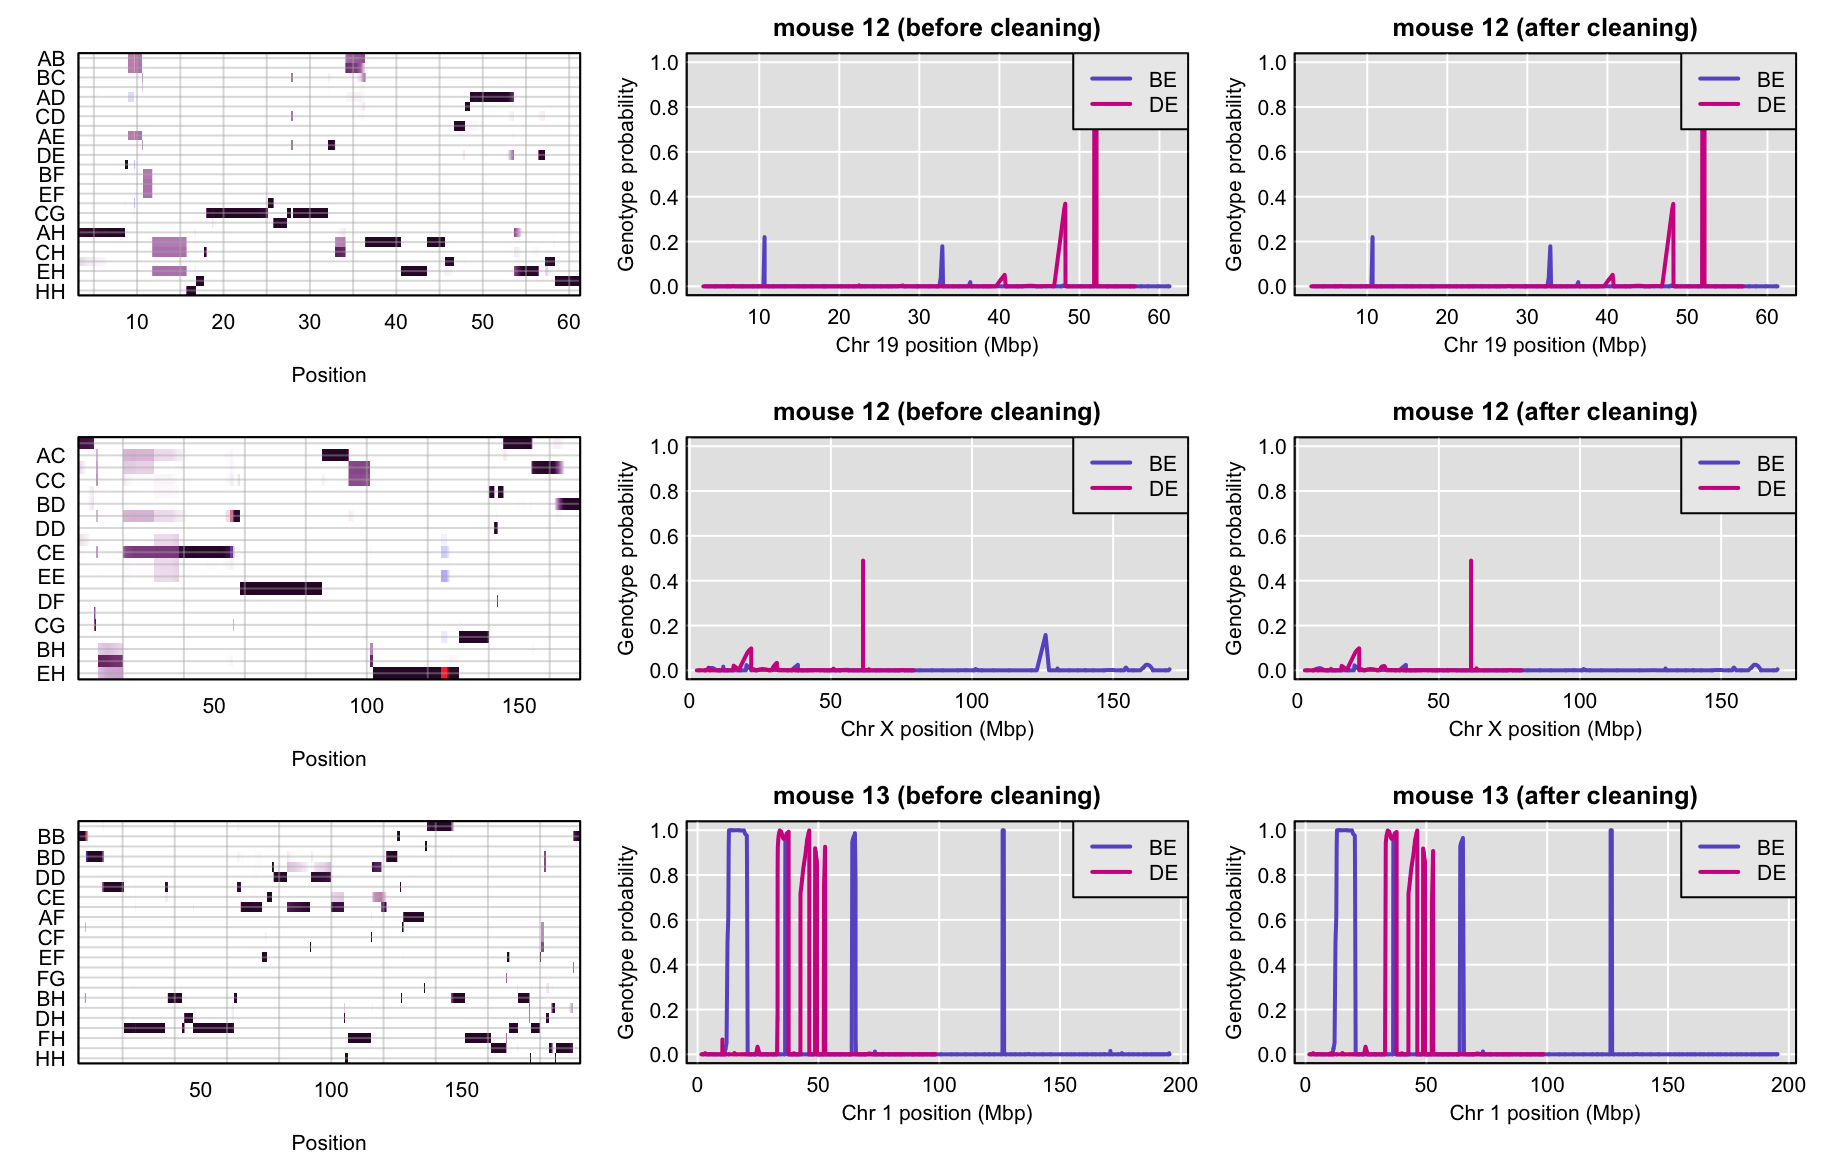 AB
BC
AD
CD
AE
DE
BF
EF
CG
AH
CH
EH
HH
10 20 30 40 50 60
Position
mouse 12 (before cleaning)
Genotype probability
1.0
0.8
0.6
0.4
0.2
0.0
BE
DE
10 20 30 40 50 60
Chr 19 position (Mbp)
mouse 12 (after cleaning)
Genotype probability
1.0
0.8
0.6
0.4
0.2
0.0
BE
DE
10 20 30 40 50 60
Chr 19 position (Mbp)
AC
CC
BD
DD
CE
EE
DF
CG
BH
EH
50 100 150
Position
mouse 12 (before cleaning)
Genotype probability
1.0
0.8
0.6
0.4
0.2
0.0
BE
DE
0 50 100 150
Chr X position (Mbp)
mouse 12 (after cleaning)
Genotype probability
1.0
0.8
0.6
0.4
0.2
0.0
BE
DE
0 50 100 150
Chr X position (Mbp)
BB
BD
DD
CE
AF
CF
EF
FG
BH
DH
FH
HH
50 100 150
Position
mouse 13 (before cleaning)
Genotype probability
1.0
0.8
0.6
0.4
0.2
0.0
BE
DE
0 50 100 150 200
Chr 1 position (Mbp)
mouse 13 (after cleaning)
Genotype probability
1.0
0.8
0.6
0.4
0.2
0.0
BE
DE
0 50 100 150 200
Chr 1 position (Mbp)